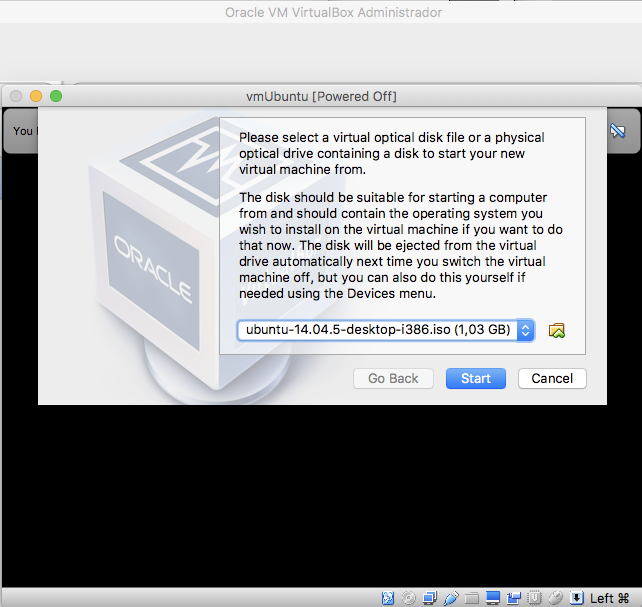 Oracle VM VirtualBox Administrador
vmUbuntu [Powered Off]
You
Please select a virtual optical disk file or a physical
optical drive containing a disk to start your new
virtual machine from.
The disk should be suitable for starting a computer
from and should contain the operating system you
wish to install on the virtual machine if you want to do
that now. The disk will be ejected from the virtual
drive automatically next time you switch the virtual
machine off, but you can also do this yourself if
needed using the Devices menu.
ORACLE
ubuntu-14.04.5-desktop-i386.iso (1,03 GB)
Go Back
Start
Cancel
Left ⌘